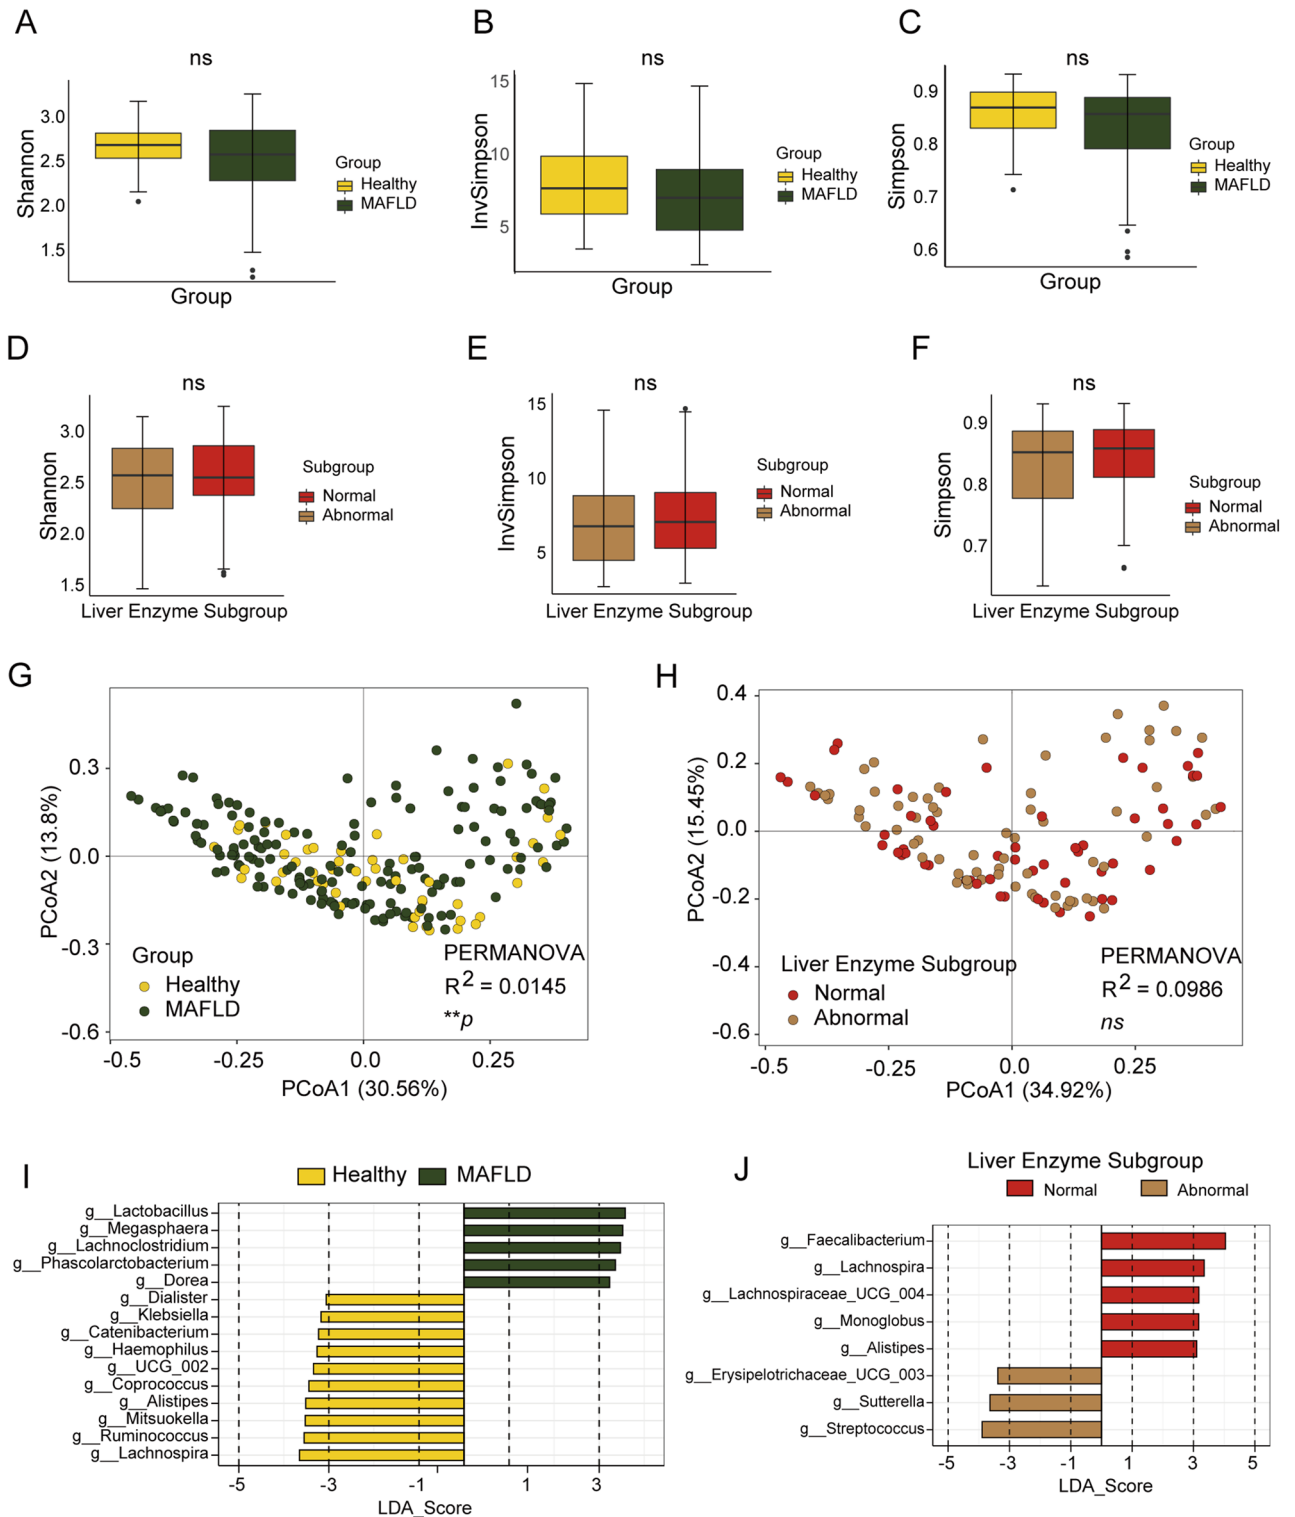 A
ns
Shannon
3.0
2.5
2.0
1.5
Group
Group
Healthy
MAFLD
B
ns
InvSimpson
15
10
5
Group
Group
Healthy
MAFLD
C
ns
Simpson
0.9
0.8
0.7
0.6
Group
Group
Healthy
MAFLD
D
ns
Shannon
3.0
2.5
2.0
1.5
Liver Enzyme Subgroup
Subgroup
Normal
Abnormal
E
ns
InvSimpson
15
10
5
Liver Enzyme Subgroup
Subgroup
Normal
Abnormal
F
ns
Simpson
0.9
0.8
0.7
Liver Enzyme Subgroup
Subgroup
Normal
Abnormal
G
PCoA2 (13.8%)
0.3
0.0
-0.3
-0.6
Group
Healthy
MAFLD
PERMANOVA
R2 = 0.0145
**p
-0.5
-0.25
0.0
0.25
PCoA1 (30.56%)
H
PCoA2 (15.45%)
0.4
0.2
0.0
-0.2
-0.4
-0.6
Liver Enzyme Subgroup
Normal
Abnormal
PERMANOVA
R2 = 0.0986
ns
-0.5
-0.25
0.0
0.25
PCoA1 (34.92%)
I
Healthy
MAFLD
g__Lactobacillus
g__Megasphaera
g__Lachnoclostridium
g__Phascolarctobacterium
g__Dorea
g__Dialister
g__Klebsiella
g__Catenibacterium
g__Haemophilus
g__UCG_002
g__Coprococcus
g__Alistipes
g__Mitsuokella
g__Ruminococcus
g__Lachnospira
-5
-3
-1
1
3
LDA_Score
J
Liver Enzyme Subgroup
Normal
Abnormal
g__Faecalibacterium
g__Lachnospira
g__Lachnospiraceae_UCG_004
g__Monoglobus
g__Alistipes
g__Erysipelotrichaceae_UCG_003
g__Sutterella
g__Streptococcus
-5
-3
-1
1
3
5
LDA_Score